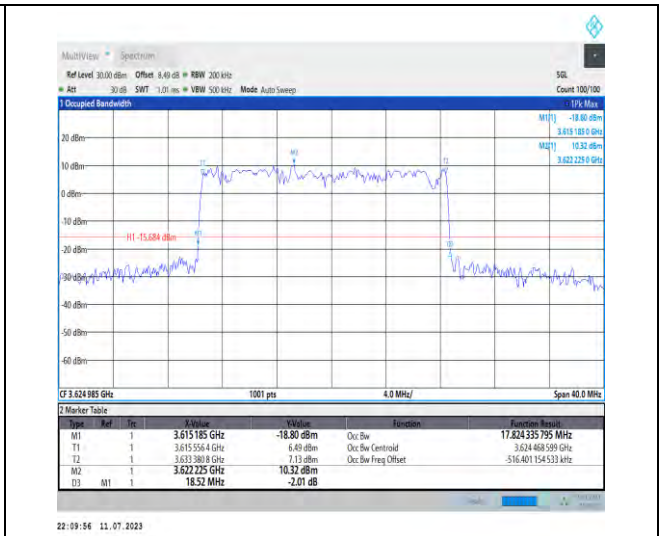 MultiView Spectrum
Ref Level 30.00 dBm Offset 8.49 dB RBW 200 kHz SGL
Att 30 dB SWT 1.01 ms VBW 500 kHz Mode Auto Sweep Count 100/100
1 Occupied Bandwidth 1Pk Max
M1[1] -18.80 dBm
3.615 185 0 GHz
M2[1] 10.32 dBm
3.622 225 0 GHz
20 dBm
M2
T1 T2
10 dBm
0 dBm
-10 dBm
H1 -15.684 dBm
M1
D3
-20 dBm
-30 dBm
-40 dBm
-50 dBm
-60 dBm
CF 3.624 985 GHz 1001 pts 4.0 MHz/ Span 40.0 MHz
2 Marker Table
Type Ref Trc X-Value Y-Value Function Function Result
M1 1 3.615 185 GHz -18.80 dBm Occ Bw 17.824 335 795 MHz
T1 1 3.615 556 4 GHz 6.49 dBm Occ Bw Centroid 3.624 468 599 GHz
T2 1 3.633 380 8 GHz 7.13 dBm Occ Bw Freq Offset -516.401 154 533 kHz
M2 1 3.622 225 GHz 10.32 dBm
D3 M1 1 18.52 MHz -2.01 dB
22:09:56 11.07.2023